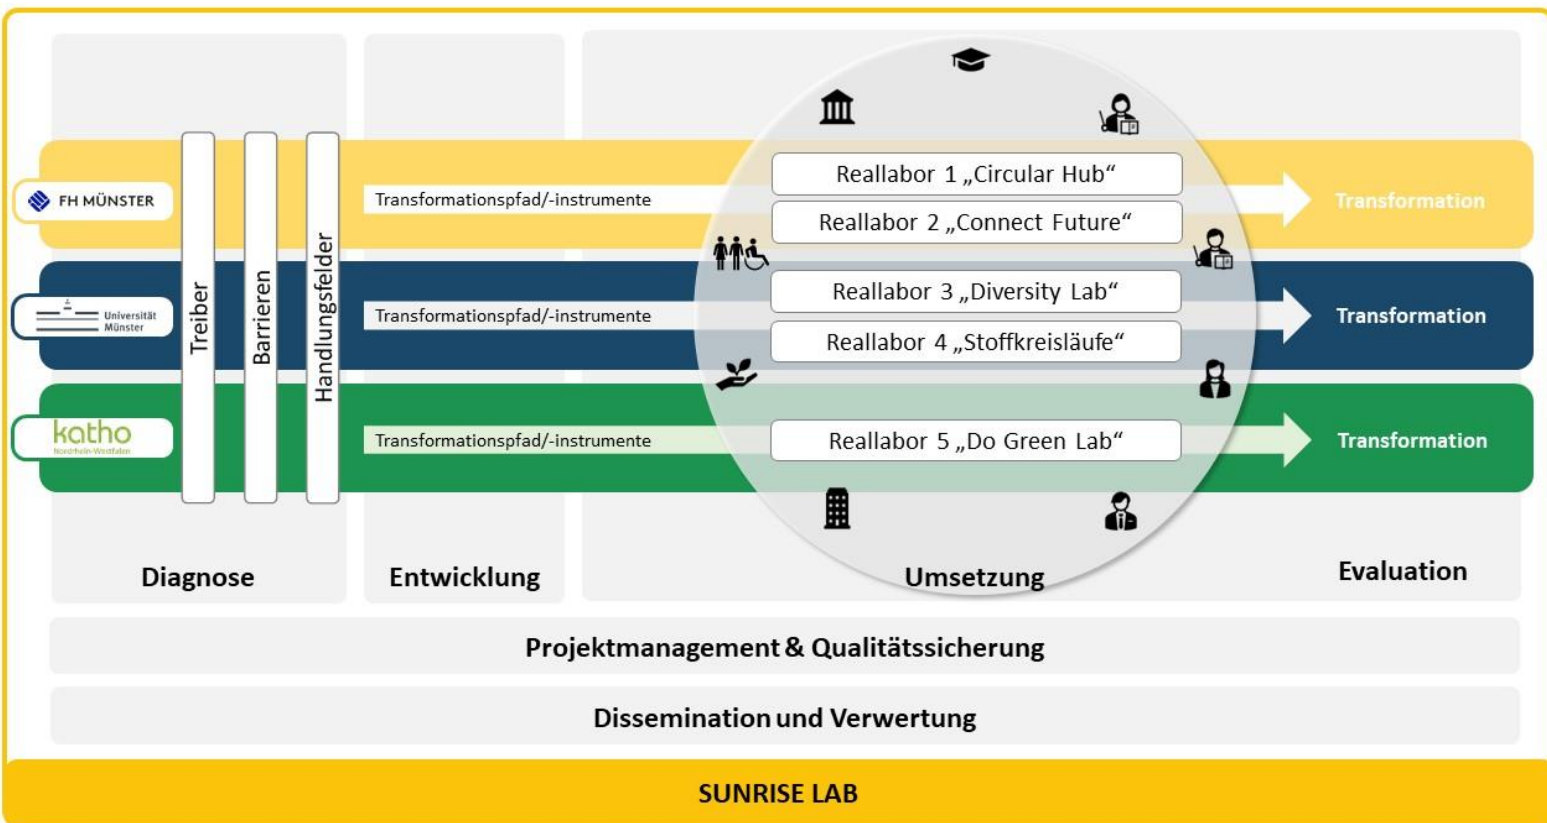 FH MÜNSTER
Universität
Münster
katho
Nordrhein-Westfalen
Treiber
Barrieren
Handlungsfelder
Transformationspfad/-instrumente
Transformationspfad/-instrumente
Transformationspfad/-instrumente
Reallabor 1 „Circular Hub“
Reallabor 2 „Connect Future“
Reallabor 3 „Diversity Lab“
Reallabor 4 „Stoffkreisläufe“
Reallabor 5 „Do Green Lab“
Transformation
Transformation
Transformation
Diagnose
Entwicklung
Umsetzung
Evaluation
Projektmanagement & Qualitätssicherung
Dissemination und Verwertung
SUNRISE LAB